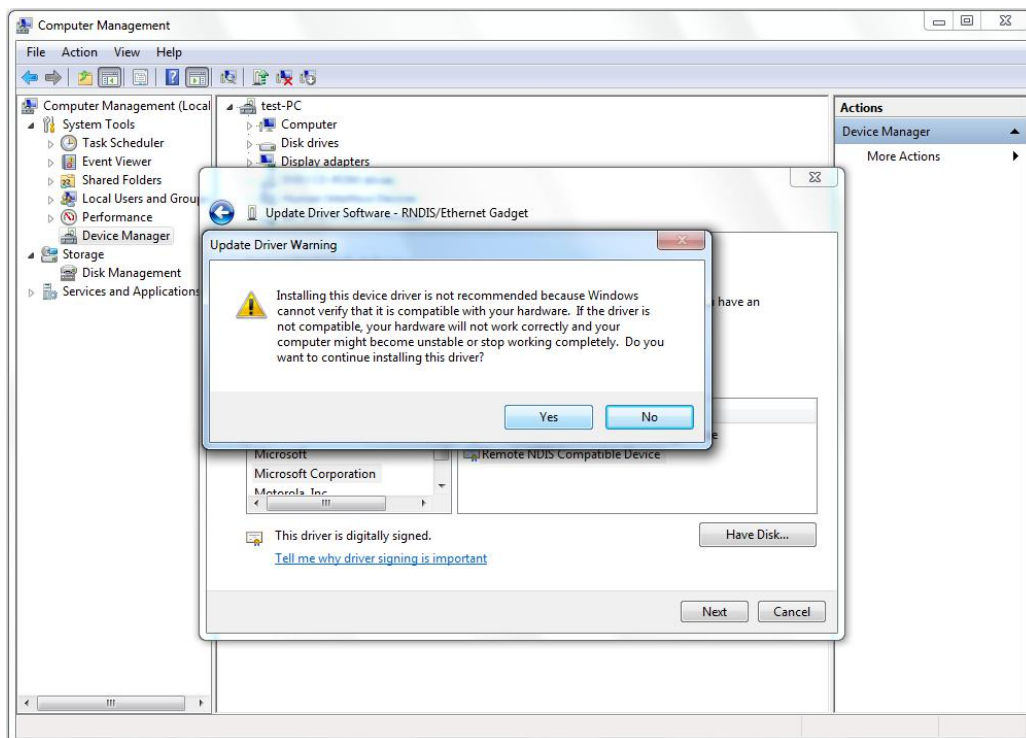 Computer Management
File Action View Help
Computer Management (Local
System Tools
Task Scheduler
Event Viewer
Shared Folders
Local Users and Group
Performance
Device Manager
Storage
Disk Management
Services and Applications
test-PC
Computer
Disk drives
Display adapters
Actions
Device Manager
More Actions
Update Driver Software - RNDIS/Ethernet Gadget
have an
Update Driver Warning
Installing this device driver is not recommended because Windows
cannot verify that it is compatible with your hardware. If the driver is
not compatible, your hardware will not work correctly and your
computer might become unstable or stop working completely. Do you
want to continue installing this driver?
Yes No
Microsoft
Microsoft Corporation
Motorola, Inc.
Remote NDIS Compatible Device
This driver is digitally signed.
Tell me why driver signing is important
Have Disk...
Next Cancel